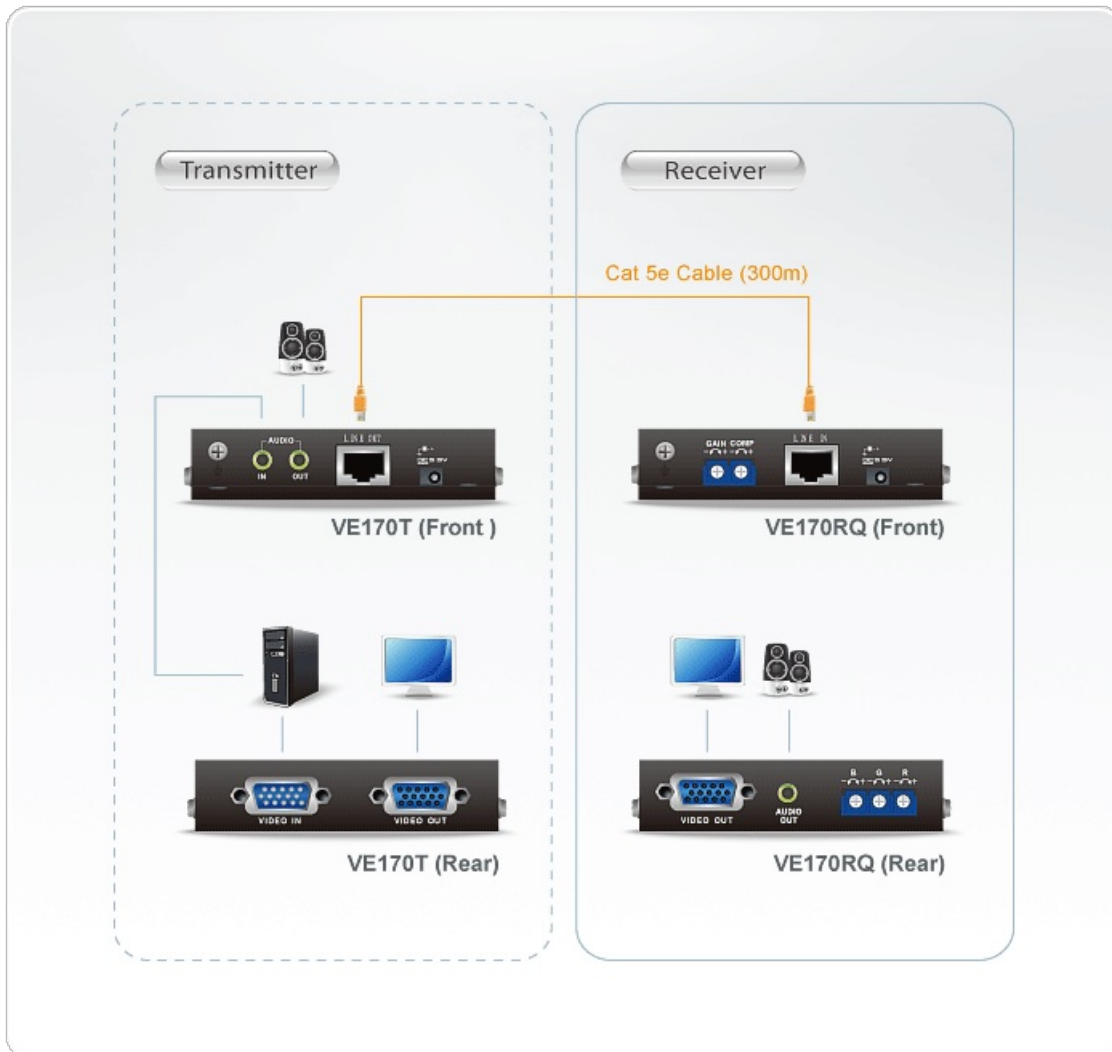 Transmitter
Receiver
Cat 5e Cable (300m)
AUDIO
IN
OUT
LINE OUT
VE170T (Front )
GAIN COMP
LINE IN
VE170RQ (Front)
VIDEO IN
VIDEO OUT
VE170T (Rear)
VIDEO OUT
AUDIO
OUT
B G R
VE170RQ (Rear)